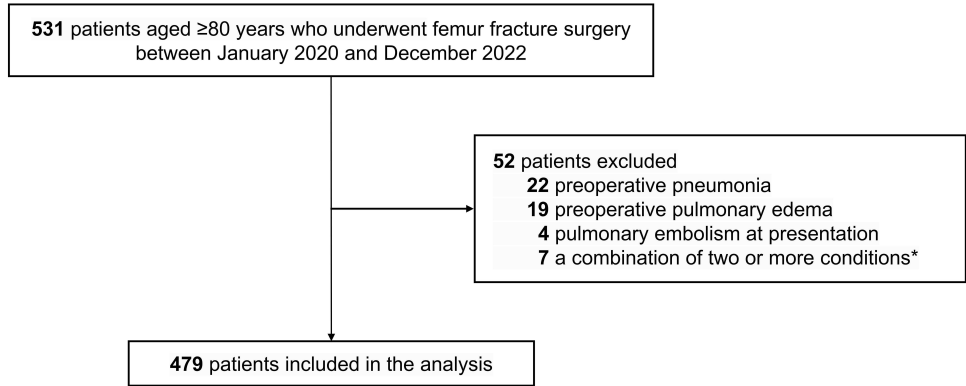 531 patients aged ≥80 years who underwent femur fracture surgery
between January 2020 and December 2022
52 patients excluded
22 preoperative pneumonia
19 preoperative pulmonary edema
4 pulmonary embolism at presentation
7 a combination of two or more conditions*
479 patients included in the analysis